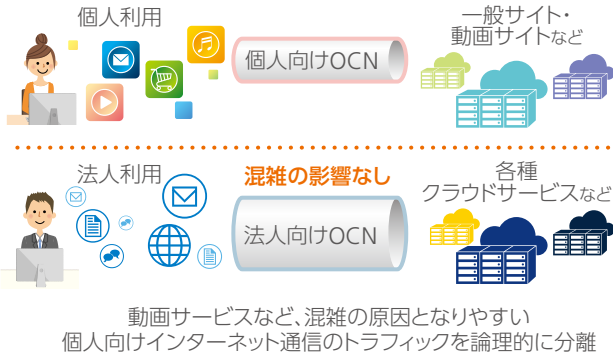 個人利用
個人向けOCN
一般サイト・
動画サイトなど
法人利用
混雑の影響なし
法人向けOCN
各種
クラウドサービスなど
動画サービスなど、混雑の原因となりやすい
個人向けインターネット通信のトラフィックを論理的に分離